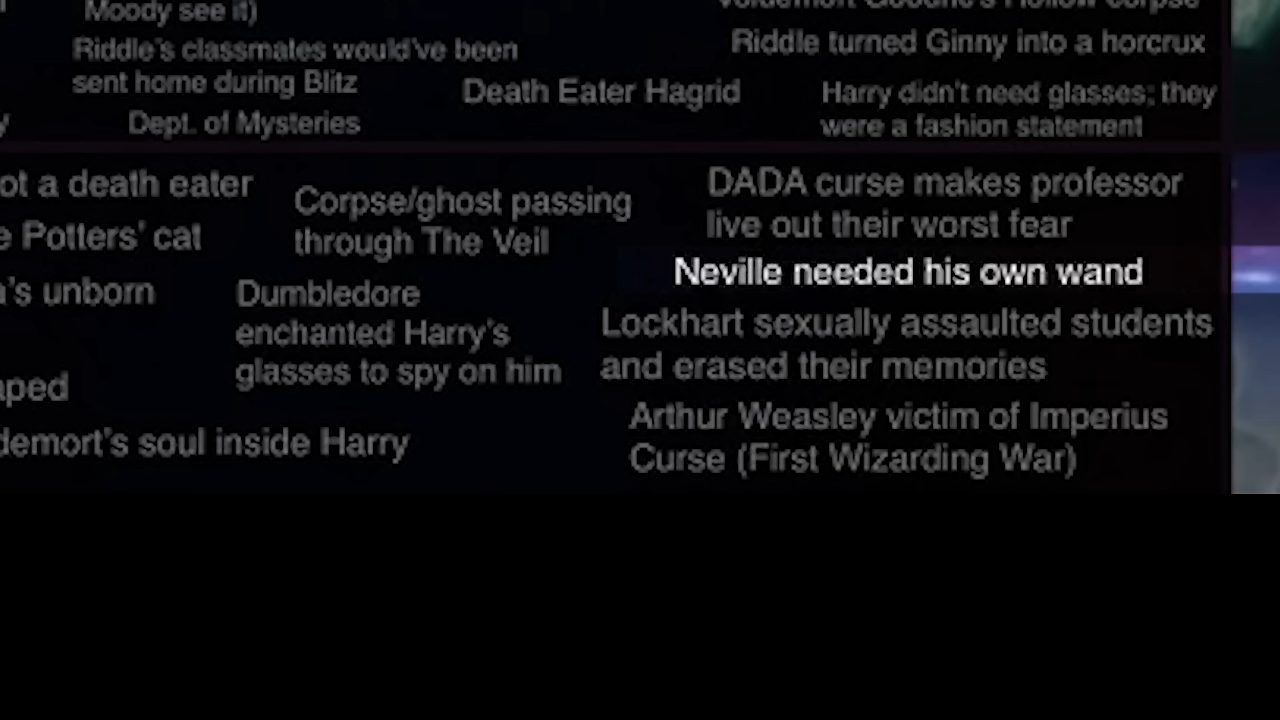 Moody see it)
Riddle's classmates would've been
sent home during Blitz
Dept. of Mysteries
Death Eater Hagrid
Voldemort Godric's Hollow corpse
Riddle turned Ginny into a horcrux
Harry didn't need glasses; they
were a fashion statement
ot a death eater
e Potters' cat
a's unborn
aped
demort's soul inside Harry
Corpse/ghost passing
through The Veil
Dumbledore
enchanted Harry's
glasses to spy on him
DADA curse makes professor
live out their worst fear
Neville needed his own wand
Lockhart sexually assaulted students
and erased their memories
Arthur Weasley victim of Imperius
Curse (First Wizarding War)